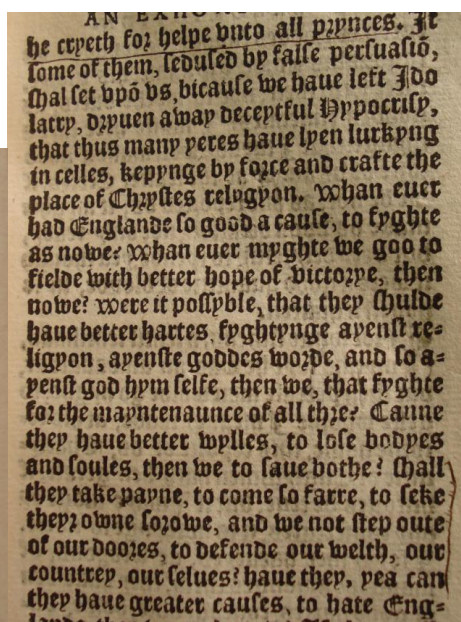 AN EXHOR
he cryeth for helpe vnto all prynces. If
some of them, seduſed by falſe perſuaſiō,
ſhal ſet vpō vs, bicauſe we haue left Ido
latry, dryuen away deceptful Hypocriſy,
that thus many yeres haue lyen lurkyng
in celles, keppynge by force and crafte the
place of Chryſtes relygyon. Whan euer
had Englande ſo good a cauſe, to fyghte
as nowe? Whan euer myghte we goo to
fielde with better hope of victorye, then
nowe? were it poſſyble, that they ſhulde
haue better hartes, fyghtynge ayenſt re⸗
ligyon, ayenſte goddes worde, and ſo a⸗
yenſt god hym ſelfe, then we, that fyghte
for the mayntenaunce of all thre? Canne
they haue better wylles, to loſe bodyes
and ſoules, then we to ſaue bothe? ſhall
they take payne, to come ſo farre, to ſeke
theyr owne ſorowe, and we not ſtep oute
of our doores, to defende our welth, our
countrey, our ſelues? haue they, yea can
they haue greater cauſes, to hate Eng⸗